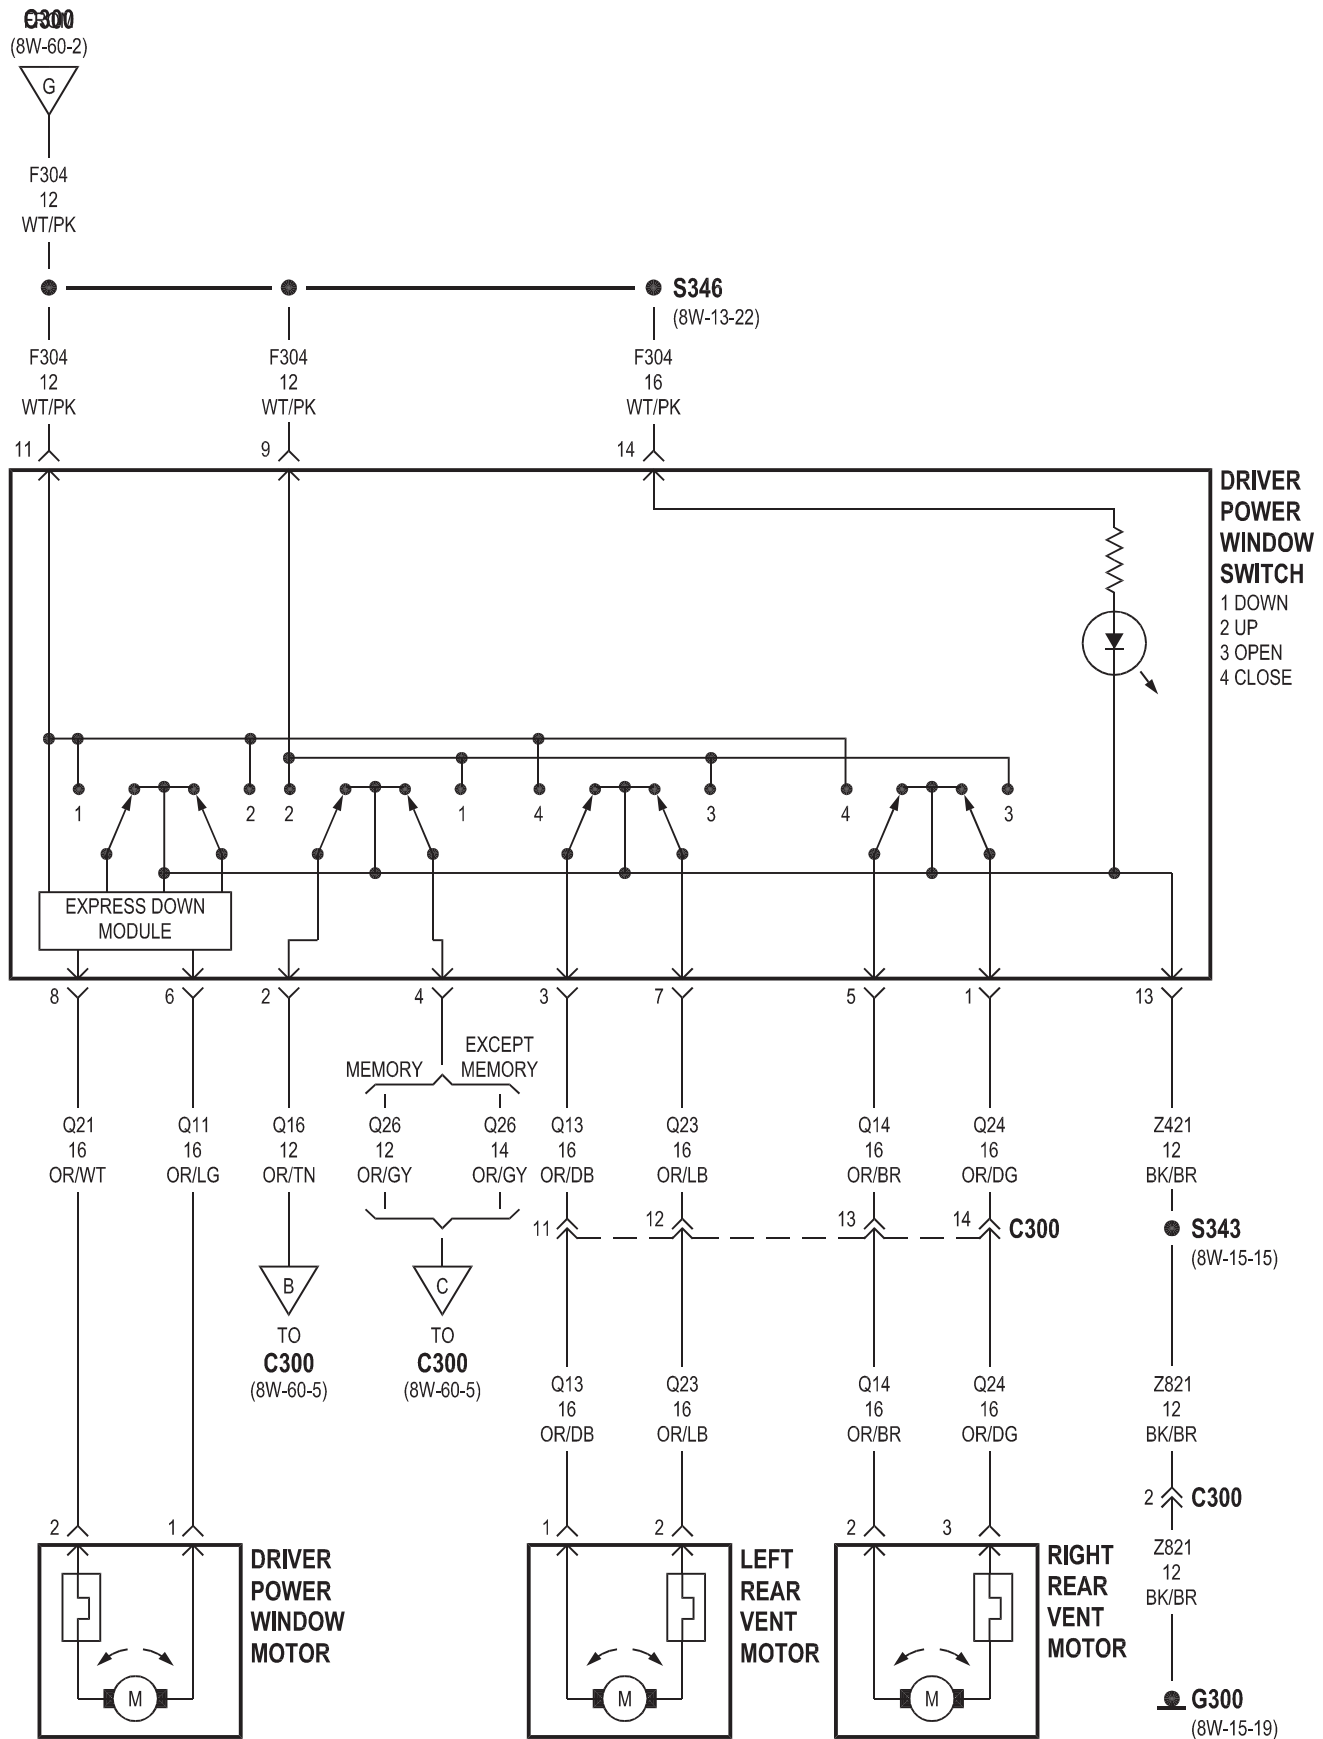 C300
(8W-60-2)
G
F304
12
WT/PK
S346
(8W-13-22)
F304 F304 F304
12 12 16
WT/PK WT/PK WT/PK
11 9 14
DRIVER
POWER
WINDOW
SWITCH
1 DOWN
2 UP
3 OPEN
4 CLOSE
1 2 2 1 4 3 4 3
EXPRESS DOWN
MODULE
8 6 2 4 3 7 5 1 13
MEMORY
EXCEPT
MEMORY
Q21 Q11 Q16 Q26 Q26 Q13 Q23 Q14 Q24 Z421
16 16 12 12 14 16 16 16 16 12
OR/WT OR/LG OR/TN OR/GY OR/GY OR/DB OR/LB OR/BR OR/DG BK/BR
11 12 13 14 C300
S343
(8W-15-15)
B C
TO TO
C300 C300
(8W-60-5) (8W-60-5)
Q13 Q23 Q14 Q24 Z821
16 16 16 16 12
OR/DB OR/LB OR/BR OR/DG BK/BR
2 C300
2 1 1 2 2 3
Z821
12
BK/BR
DRIVER
POWER
WINDOW
MOTOR
LEFT
REAR
VENT
MOTOR
RIGHT
REAR
VENT
MOTOR
M M M
G300
(8W-15-19)